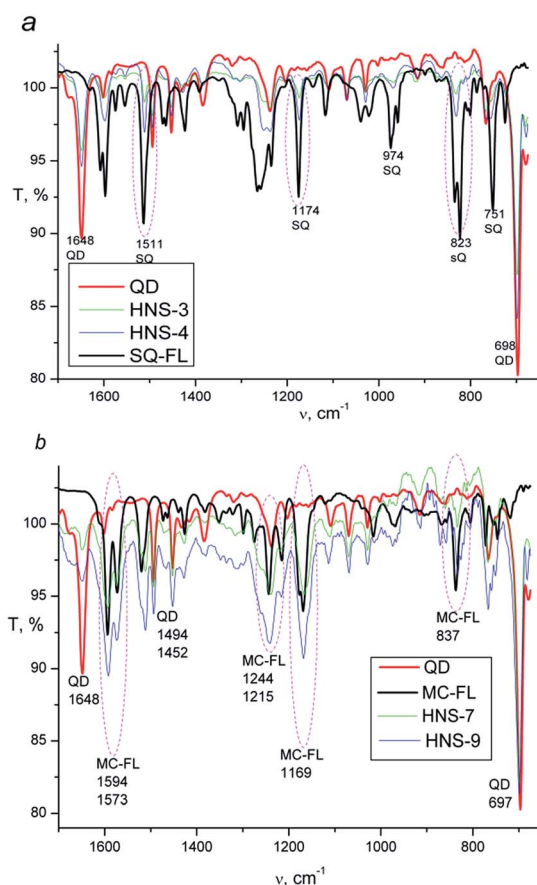 a
100
95
90
85
80
T, %
1648
QD
1511
SQ
1174
SQ
974
SQ
823
sQ
751
SQ
698
QD
QD
HNS-3
HNS-4
SQ-FL
1600
1400
1200
1000
800
ν, cm-1
b
100
95
90
85
80
T, %
QD
1648
QD
1494
1452
MC-FL
1594
1573
MC-FL
1244
1215
MC-FL
1169
MC-FL
837
QD
697
QD
MC-FL
HNS-7
HNS-9
1600
1400
1200
1000
800
ν, cm-1